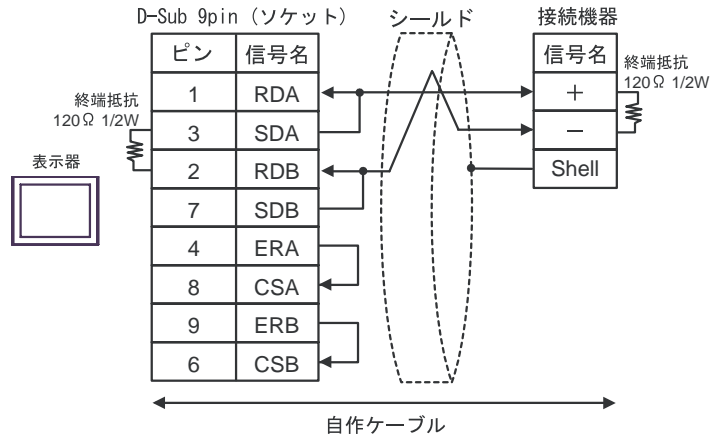 D-Sub 9pin (ソケット)
シールド
接続機器
ピン 信号名
1 RDA
3 SDA
2 RDB
7 SDB
4 ERA
8 CSA
9 ERB
6 CSB
終端抵抗
120Ω 1/2W
表示器
信号名
+
−
Shell
終端抵抗
120Ω 1/2W
自作ケーブル